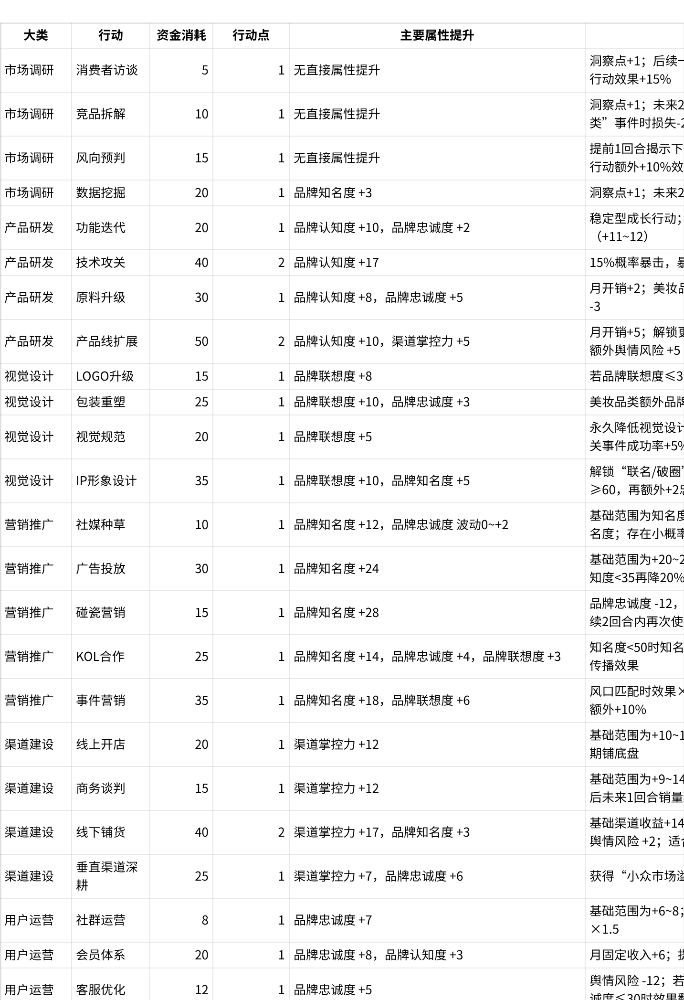 大类 行动 资金消耗 行动点 主要属性提升
市场调研 消费者访谈 5 1 无直接属性提升 洞察点+1；后续
行动效果+15%
市场调研 竞品拆解 10 1 无直接属性提升 洞察点+1；未来2
类”事件时损失-2
市场调研 风向预判 15 1 无直接属性提升 提前1回合揭示下
行动额外+10%效
市场调研 数据挖掘 20 1 品牌知名度 +3 洞察点+1；未来2
产品研发 功能迭代 20 1 品牌认知度 +10，品牌忠诚度 +2 稳定型成长行动；
（+11~12）
产品研发 技术攻关 40 2 品牌认知度 +17 15%概率暴击，暴
产品研发 原料升级 30 1 品牌认知度 +8，品牌忠诚度 +5 月开销+2；美妆品
-3
产品研发 产品线扩展 50 2 品牌认知度 +10，渠道掌控力 +5 月开销+5；解锁更
额外舆情风险 +5
视觉设计 LOGO升级 15 1 品牌联想度 +8 若品牌联想度≤3
视觉设计 包装重塑 25 1 品牌联想度 +10，品牌忠诚度 +3 美妆品类额外品牌
视觉设计 视觉规范 20 1 品牌联想度 +5 永久降低视觉设计
关事件成功率+5%
视觉设计 IP形象设计 35 1 品牌联想度 +10，品牌知名度 +5 解锁“联名/破圈”
≥60，再额外+2忠
营销推广 社媒种草 10 1 品牌知名度 +12，品牌忠诚度 波动0~+2 基础范围为知名度
名度；存在小概率
营销推广 广告投放 30 1 品牌知名度 +24 基础范围为+20~2
知度<35再降20%
营销推广 碰瓷营销 15 1 品牌知名度 +28 品牌忠诚度 -12，
续2回合内再次使
营销推广 KOL合作 25 1 品牌知名度 +14，品牌忠诚度 +4，品牌联想度 +3 知名度<50时知名
传播效果
营销推广 事件营销 35 1 品牌知名度 +18，品牌联想度 +6 风口匹配时效果×
额外+10%
渠道建设 线上开店 20 1 渠道掌控力 +12 基础范围为+10~1
期铺底盘
渠道建设 商务谈判 15 1 渠道掌控力 +12 基础范围为+9~14
后未来1回合销量
渠道建设 线下铺货 40 2 渠道掌控力 +17，品牌知名度 +3 基础渠道收益+14
舆情风险 +2；适合
渠道建设 垂直渠道深
耕 25 1 渠道掌控力 +7，品牌忠诚度 +6 获得“小众市场溢
用户运营 社群运营 8 1 品牌忠诚度 +7 基础范围为+6~8；
×1.5
用户运营 会员体系 20 1 品牌忠诚度 +8，品牌认知度 +3 月固定收入+6；提
用户运营 客服优化 12 1 品牌忠诚度 +5 舆情风险 -12；若
诚度≤30时效果翻